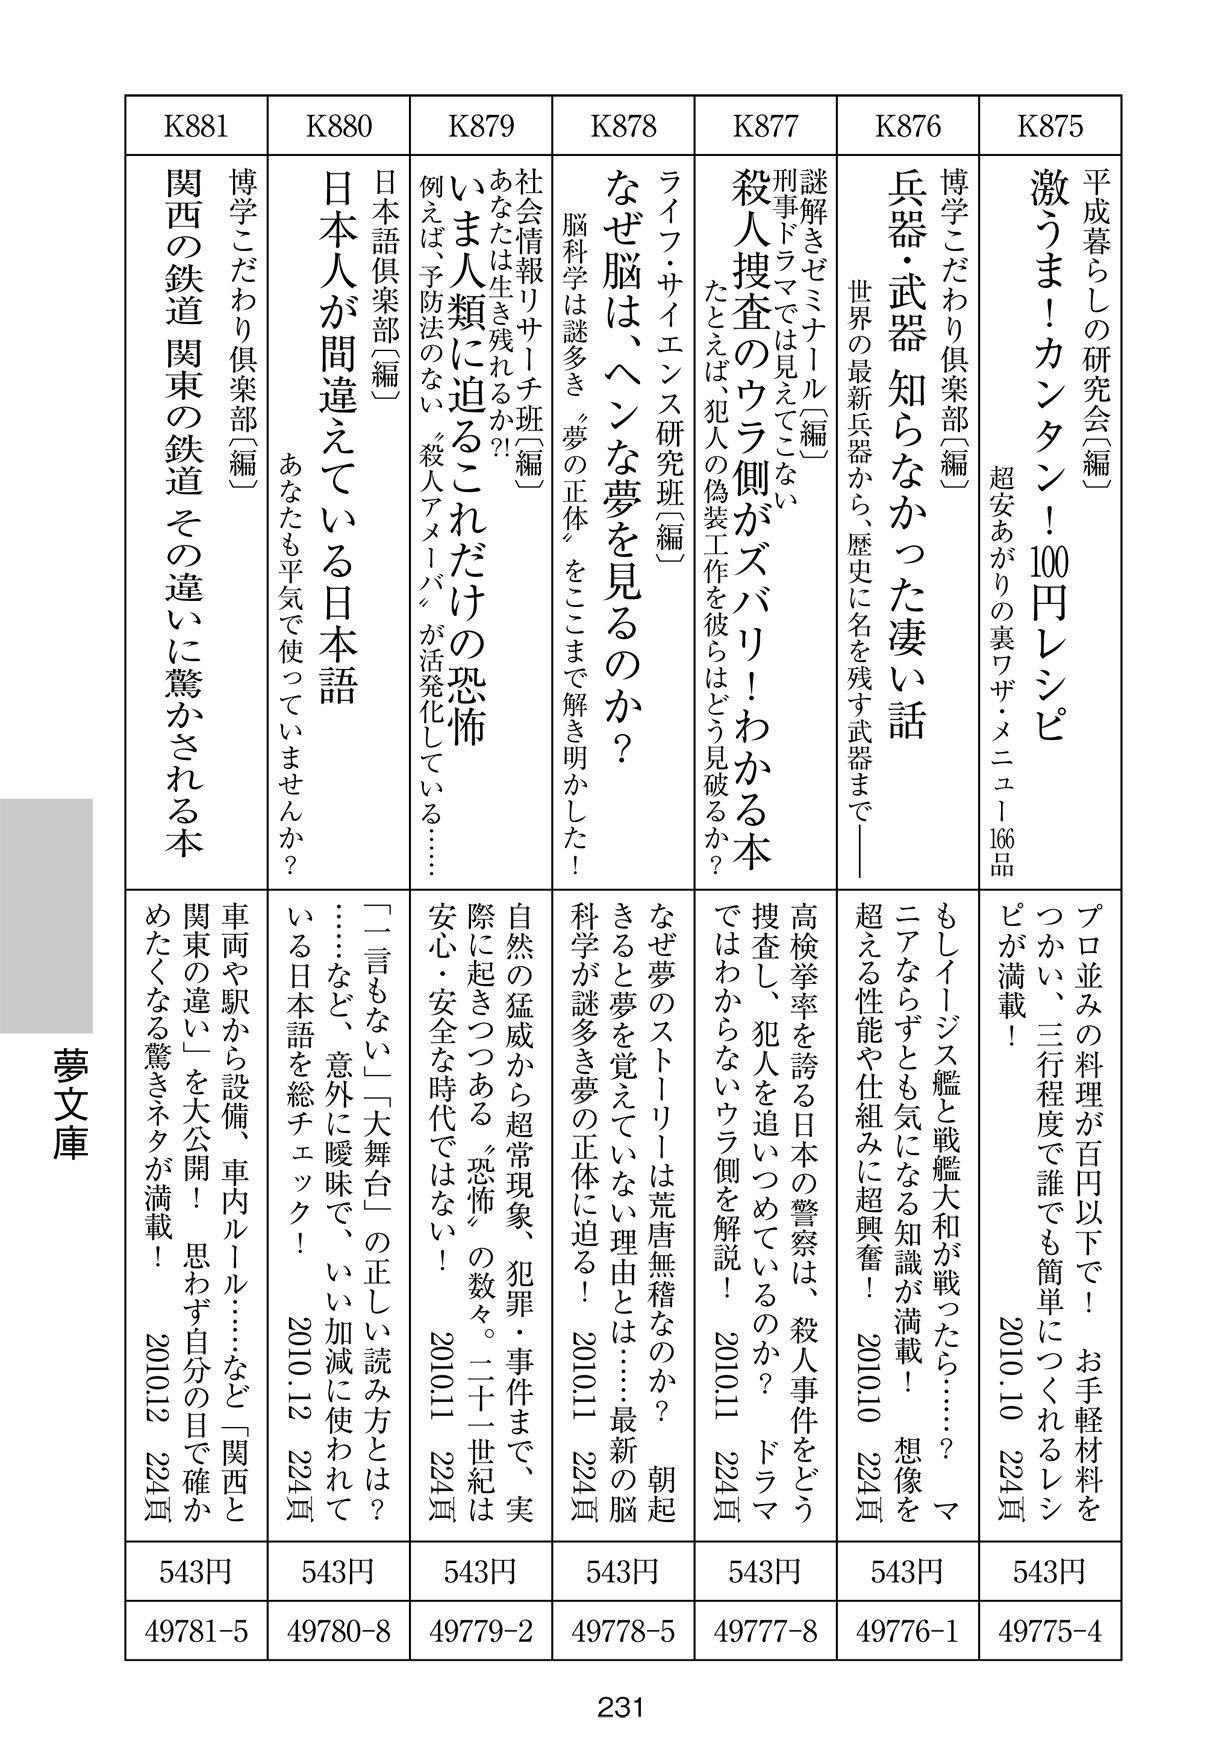 K875
平成暮らしの研究会〔編〕
激うま！カンタン！100円レシピ
超安あがりの裏ワザ・メニュー166品
プロ並みの料理が百円以下で！　お手軽材料を
つかい、三行程度で誰でも簡単につくれるレシ
ピが満載！　2010.10　224頁
543円
49775-4
K876
博学こだわり倶楽部〔編〕
兵器・武器 知らなかった凄い話
世界の最新兵器から、歴史に名を残す武器まで――
もしイージス艦と戦艦大和が戦ったら……？　マ
ニアならずとも気になる知識が満載！　想像を
超える性能や仕組みに超興奮！　2010.10　224頁
543円
49776-1
K877
謎解きゼミナール〔編〕
刑事ドラマでは見えてこない
殺人捜査のウラ側がズバリ！わかる本
たとえば、犯人の偽装工作を彼らはどう見破るか？
高検挙率を誇る日本の警察は、殺人事件をどう
捜査し、犯人を追いつめているのか？　ドラマ
ではわからないウラ側を解説！　2010.11　224頁
543円
49777-8
K878
ライフ・サイエンス研究班〔編〕
なぜ脳は、ヘンな夢を見るのか？
脳科学は謎多き〝夢の正体〟をここまで解き明かした！
なぜ夢のストーリーは荒唐無稽なのか？　朝起
きると夢を覚えていない理由とは……最新の脳
科学が謎多き夢の正体に迫る！　2010.11　224頁
543円
49778-5
K879
社会情報リサーチ班〔編〕
あなたは生き残れるか?!
いま人類に迫るこれだけの恐怖
例えば、予防法のない〝殺人アメーバ〟が活発化している……
自然の猛威から超常現象、犯罪・事件まで、実
際に起きつつある〝恐怖〟の数々。二十一世紀は
安心・安全な時代ではない！　2010.11　224頁
543円
49779-2
K880
日本語倶楽部〔編〕
日本人が間違えている日本語
あなたも平気で使っていませんか？
「一言もない」「大舞台」の正しい読み方とは？
……など、意外に曖昧で、いい加減に使われて
いる日本語を総チェック！　2010.12　224頁
543円
49780-8
K881
博学こだわり倶楽部〔編〕
関西の鉄道 関東の鉄道 その違いに驚かされる本
車両や駅から設備、車内ルール……など「関西と
関東の違い」を大公開！　思わず自分の目で確か
めたくなる驚きネタが満載！　2010.12　224頁
543円
49781-5
夢文庫
231